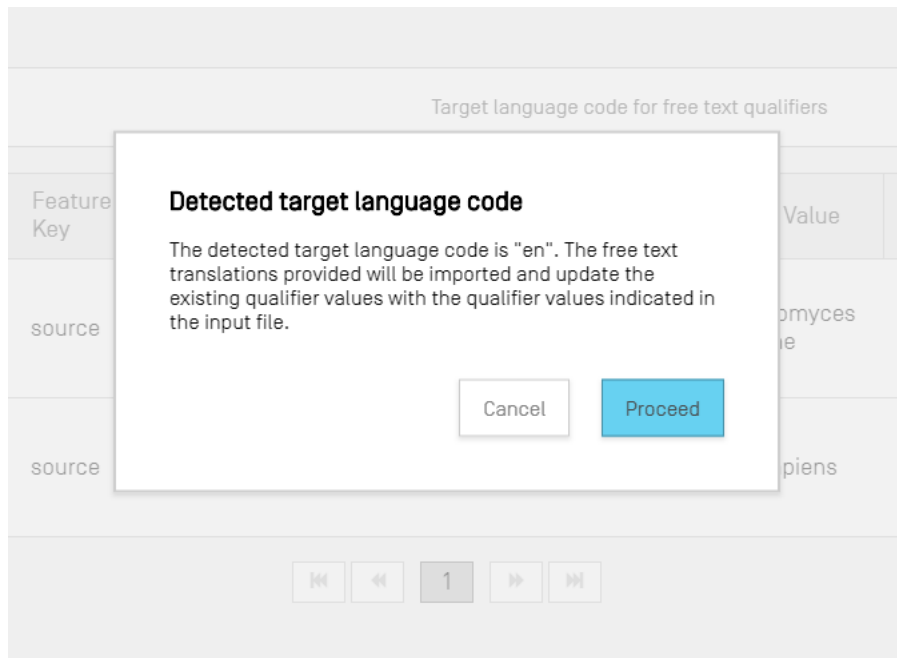 Target language code for free text qualifiers
Feature
Key
Value
Detected target language code
The detected target language code is "en". The free text
translations provided will be imported and update the
existing qualifier values with the qualifier values indicated in
the input file.
source
omyces
Cancel
Proceed
source
piens
1